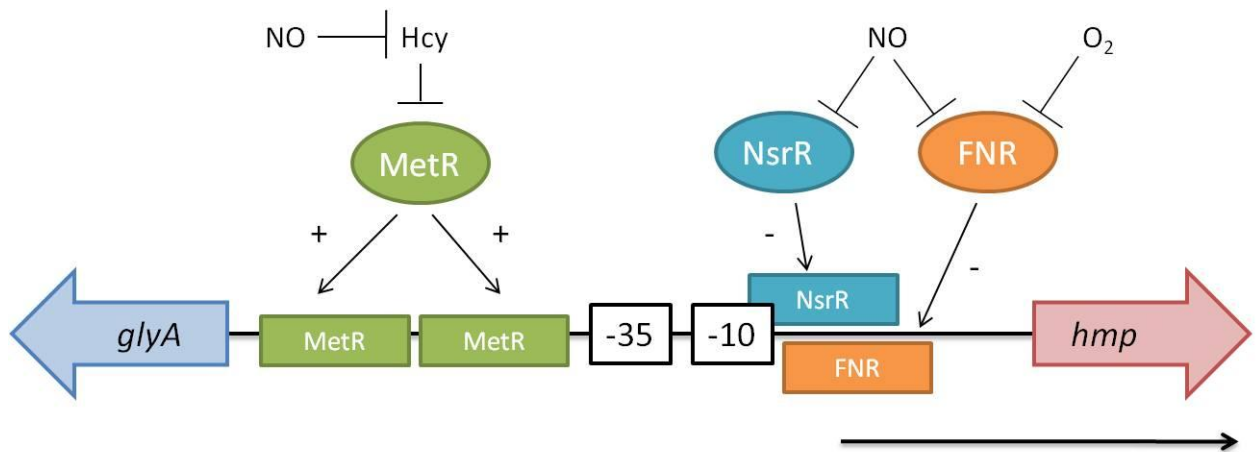 NO Hcy NO O₂
MetR NsrR FNR
+ + - -
NsrR
glyA MetR MetR -35 -10 hmp
FNR